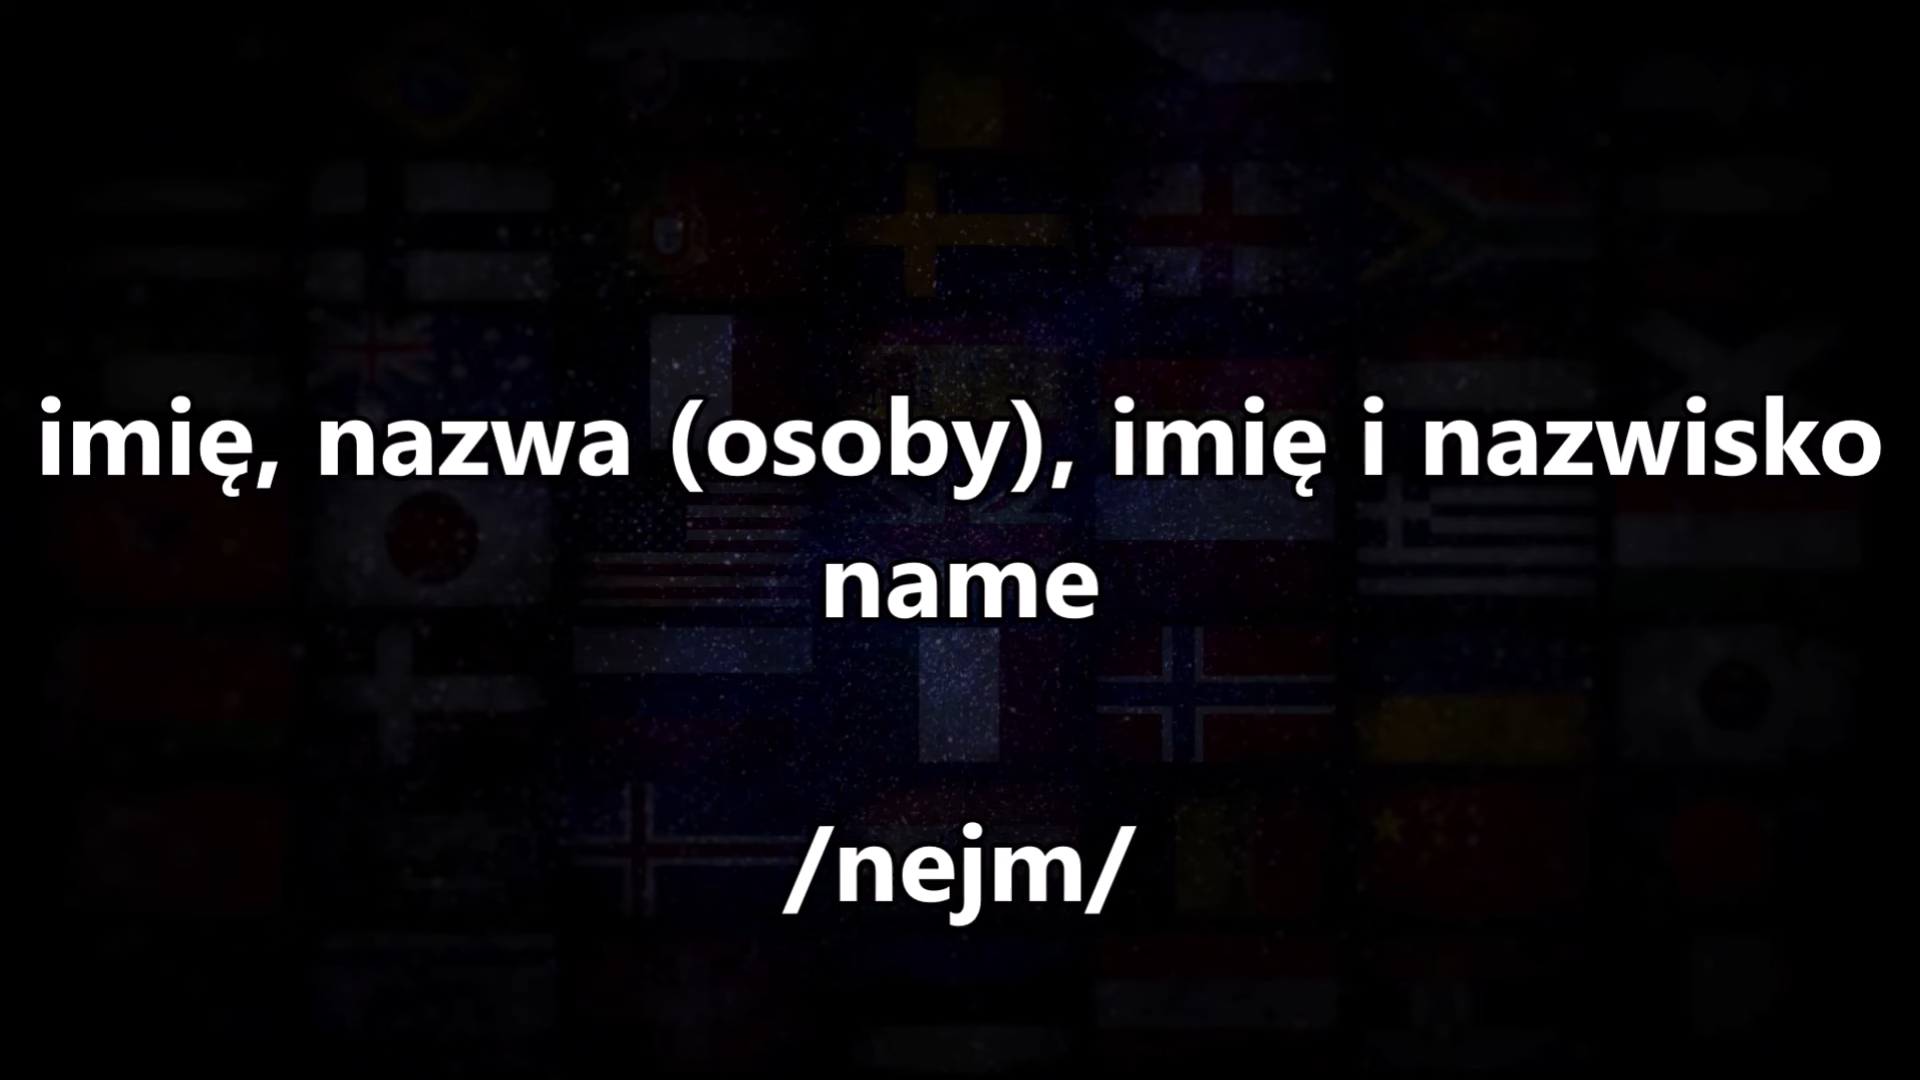 imię, nazwa (osoby), imię i nazwisko
name
/nejm/